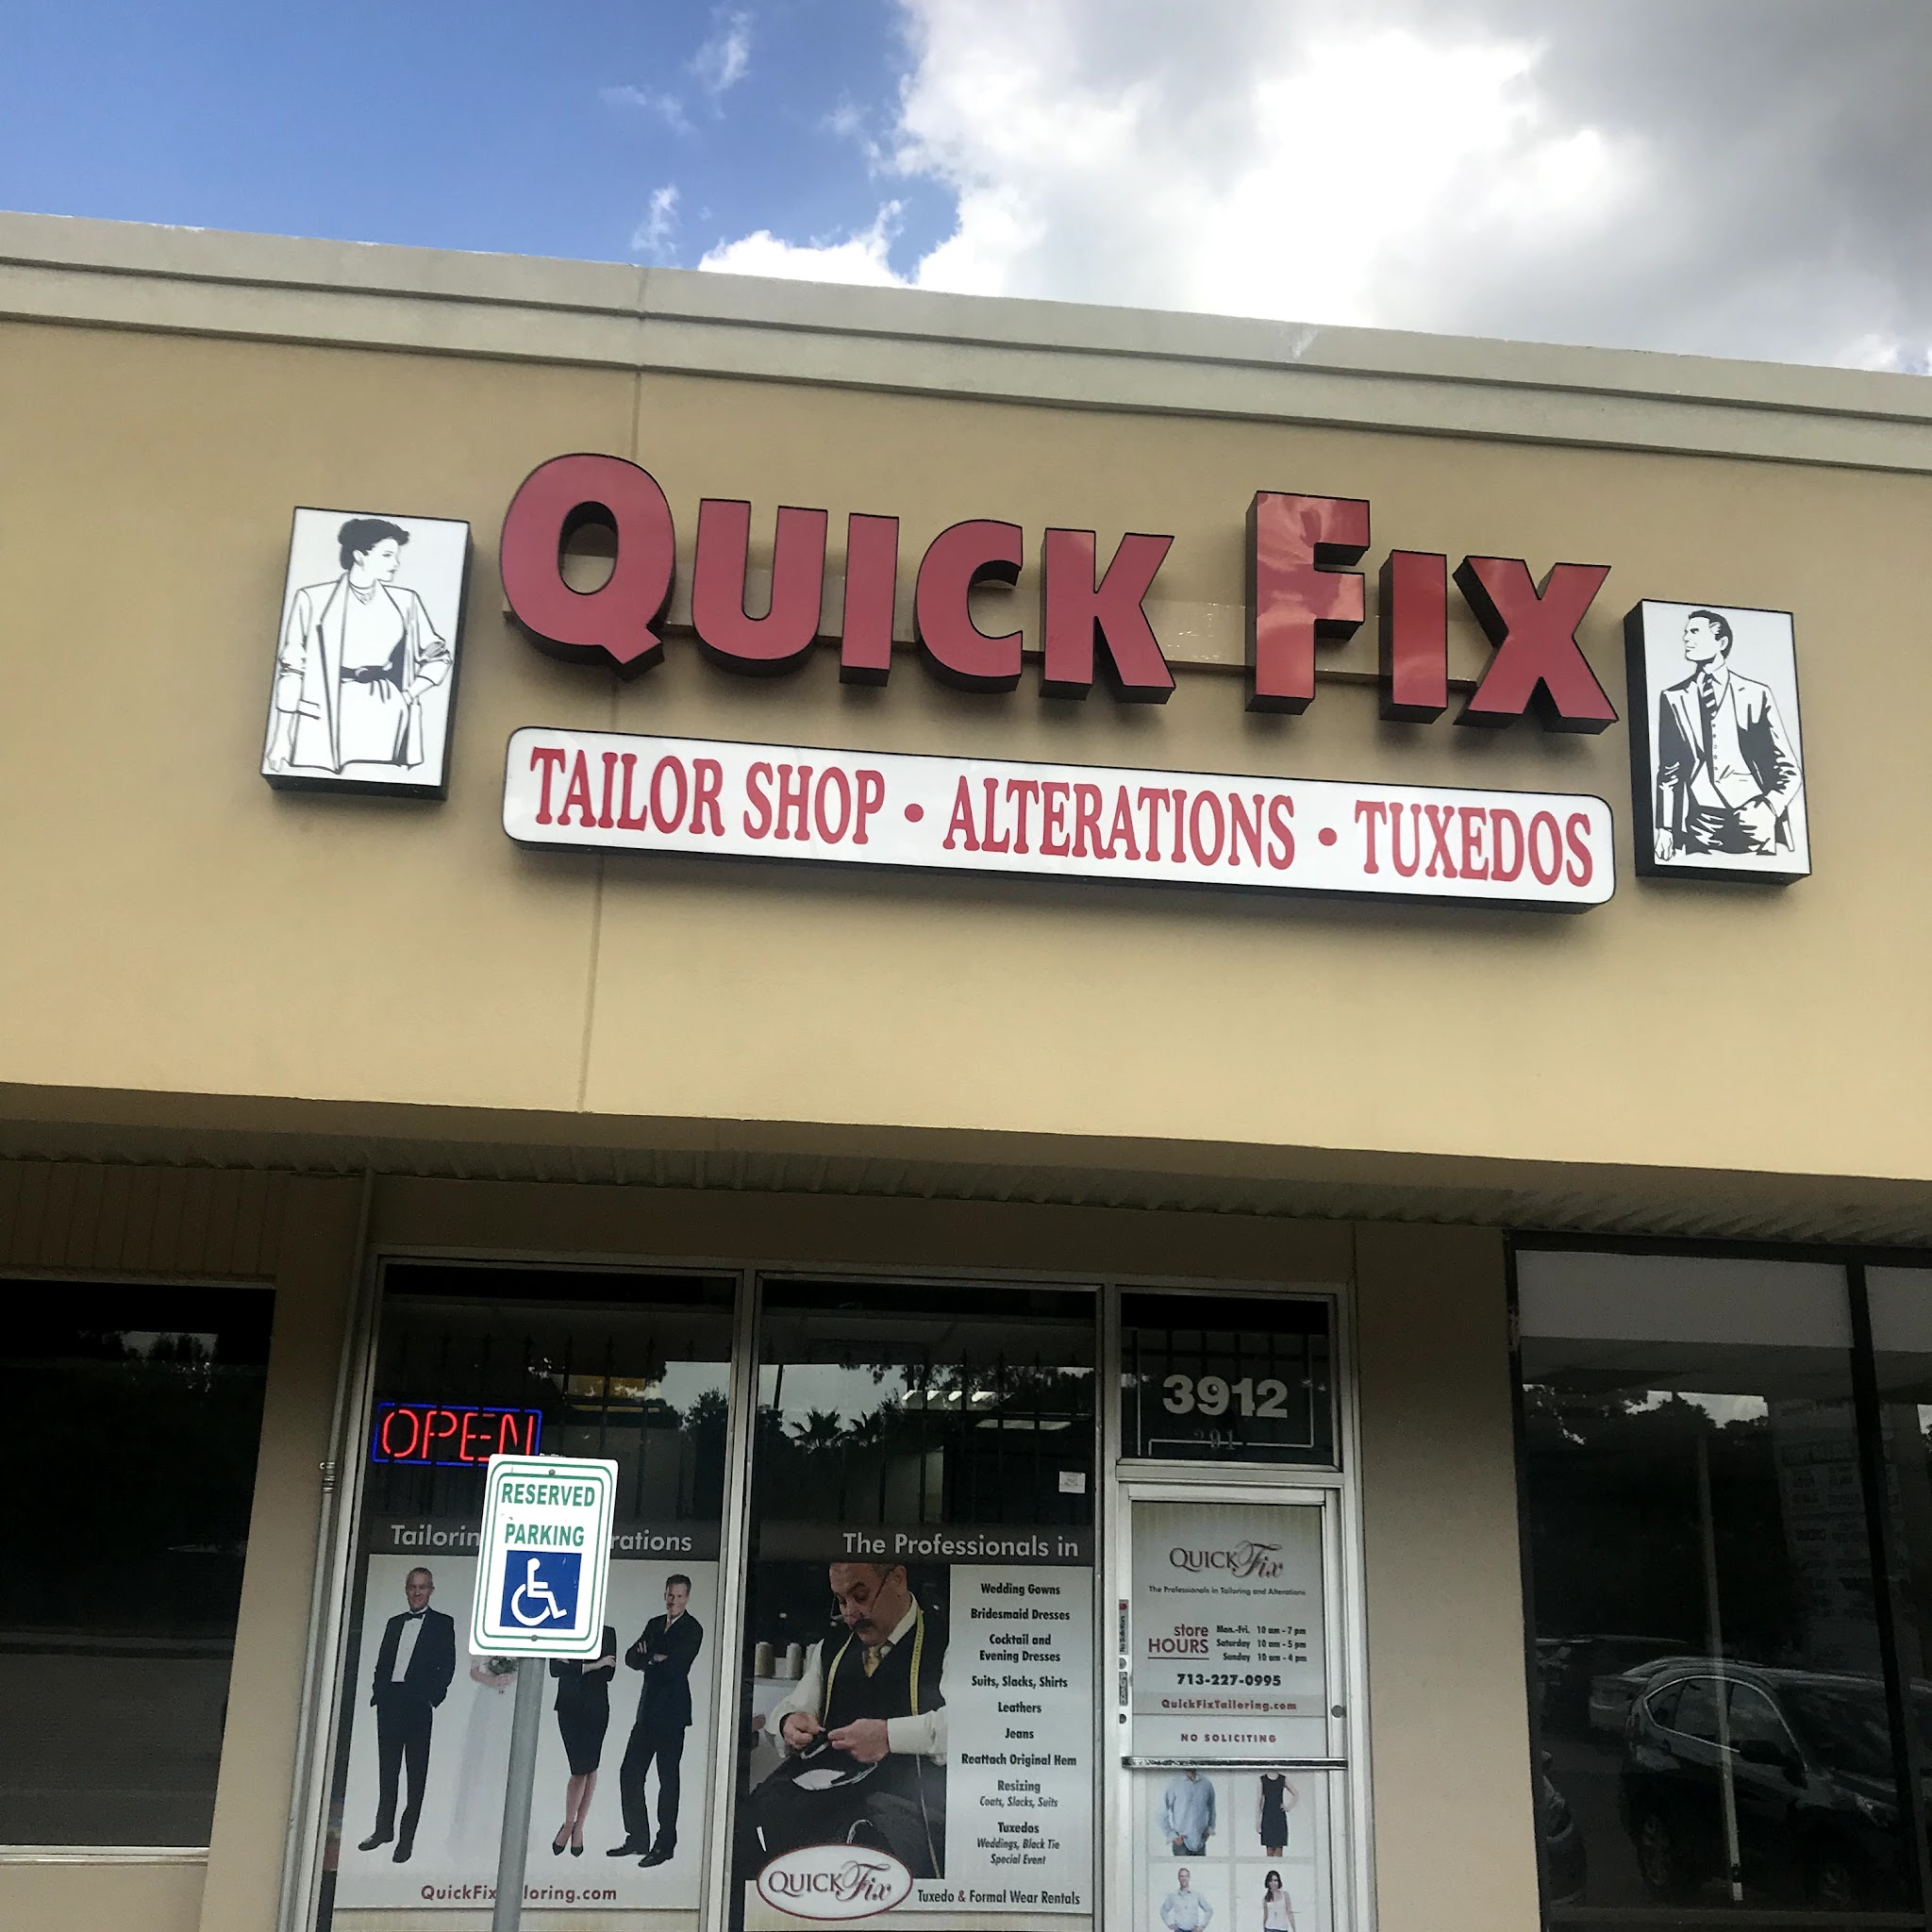 QUICK FIX
TAILOR SHOP • ALTERATIONS • TUXEDOS
OPEN
RESERVED
PARKING
Tailorin rations
QuickFix loring.com
The Professionals in
Wedding Gowns
Bridesmaid Dresses
Cocktail and
Evening Dresses
Suits, Slacks, Shirts
Leathers
Jeans
Reattach Original Hem
Resizing
Coats, Slacks, Suits
Tuxedos
Weddings, Black Tie
Special Event
QUICK Fix
Tuxedo & Formal Wear Rentals
3912
QUICK Fix
The Professionals in Tailoring and Alterations
store HOURS
Mon.-Fri. 10 am - 7 pm
Saturday 10 am - 5 pm
Sunday 10 am - 4 pm
713-227-0995
QuickFixTailoring.com
NO SOLICITING